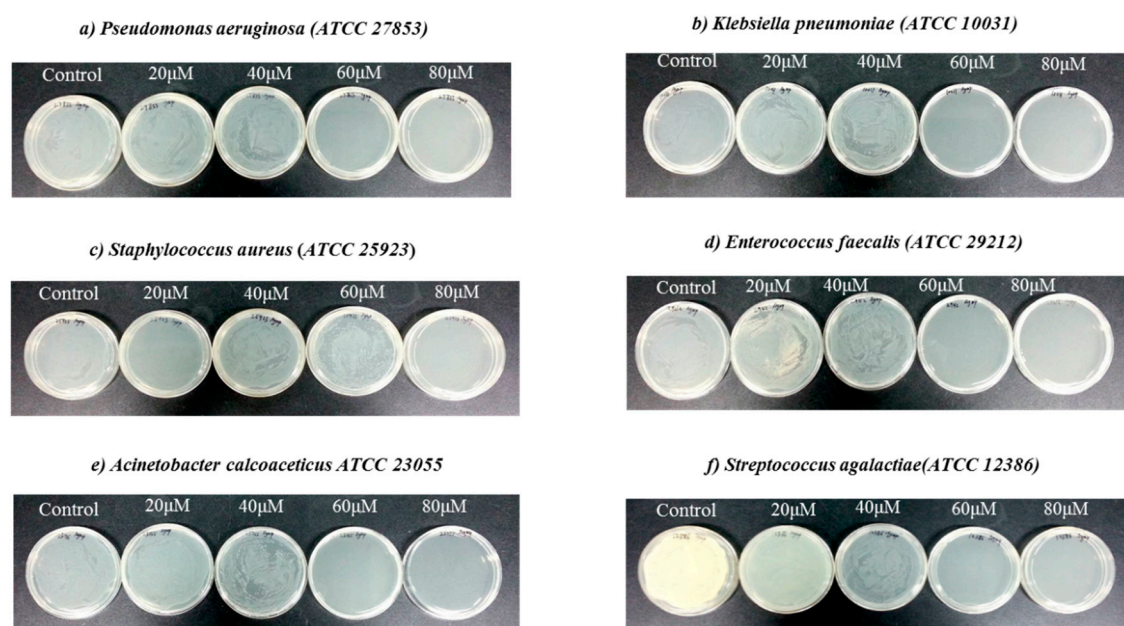 a) Pseudomonas aeruginosa (ATCC 27853)
Control 20µM 40µM 60µM 80µM
b) Klebsiella pneumoniae (ATCC 10031)
Control 20µM 40µM 60µM 80µM
c) Staphylococcus aureus (ATCC 25923)
Control 20µM 40µM 60µM 80µM
d) Enterococcus faecalis (ATCC 29212)
Control 20µM 40µM 60µM 80µM
e) Acinetobacter calcoaceticus ATCC 23055
Control 20µM 40µM 60µM 80µM
f) Streptococcus agalactiae(ATCC 12386)
Control 20µM 40µM 60µM 80µM